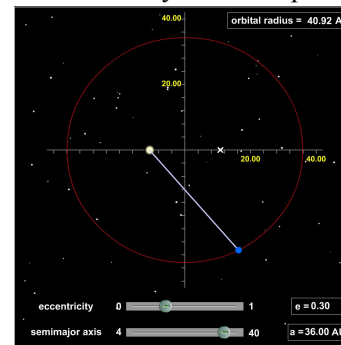 40.00
orbital radius = 40.92 A
20.00
20.00
40.00
eccentricity 0 1 e = 0.30
semimajor axis 4 40 a = 36.00 AU